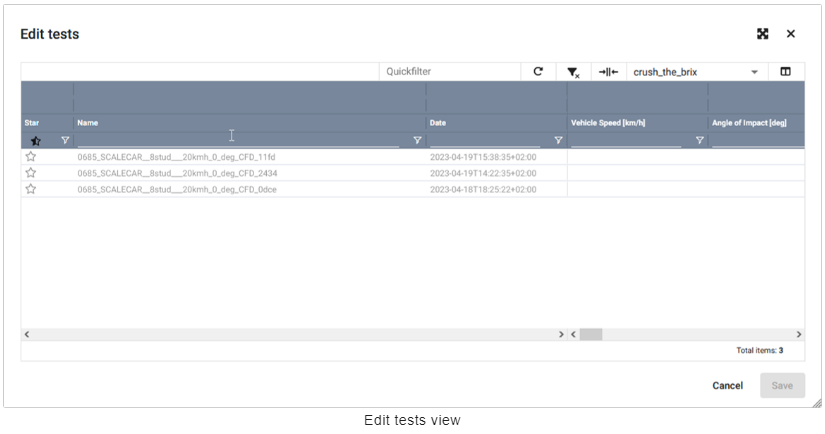 Edit tests
Quickfilter crush_the_brix
Star Name Date Vehicle Speed [km/h] Angle of Impact [deg]
0685_SCALECAR__8stud___20kmh_0_deg_CFD_11fd 2023-04-19T15:38:35+02:00
0685_SCALECAR__8stud___20kmh_0_deg_CFD_2434 2023-04-19T14:22:35+02:00
0685_SCALECAR__8stud___20kmh_0_deg_CFD_0dce 2023-04-18T18:25:22+02:00
Total items: 3
Cancel Save
Edit tests view